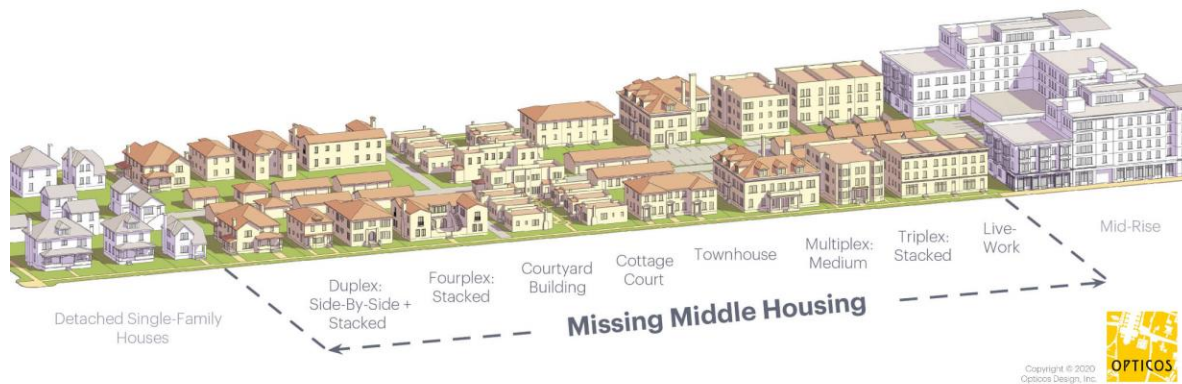 Detached Single-Family
Houses
Duplex:
Side-By-Side +
Stacked
Fourplex:
Stacked
Courtyard
Building
Cottage
Court
Townhouse
Multiplex:
Medium
Triplex:
Stacked
Live-
Work
Mid-Rise
Missing Middle Housing
Copyright © 2020
Opticos Design, Inc.
OPTICOS